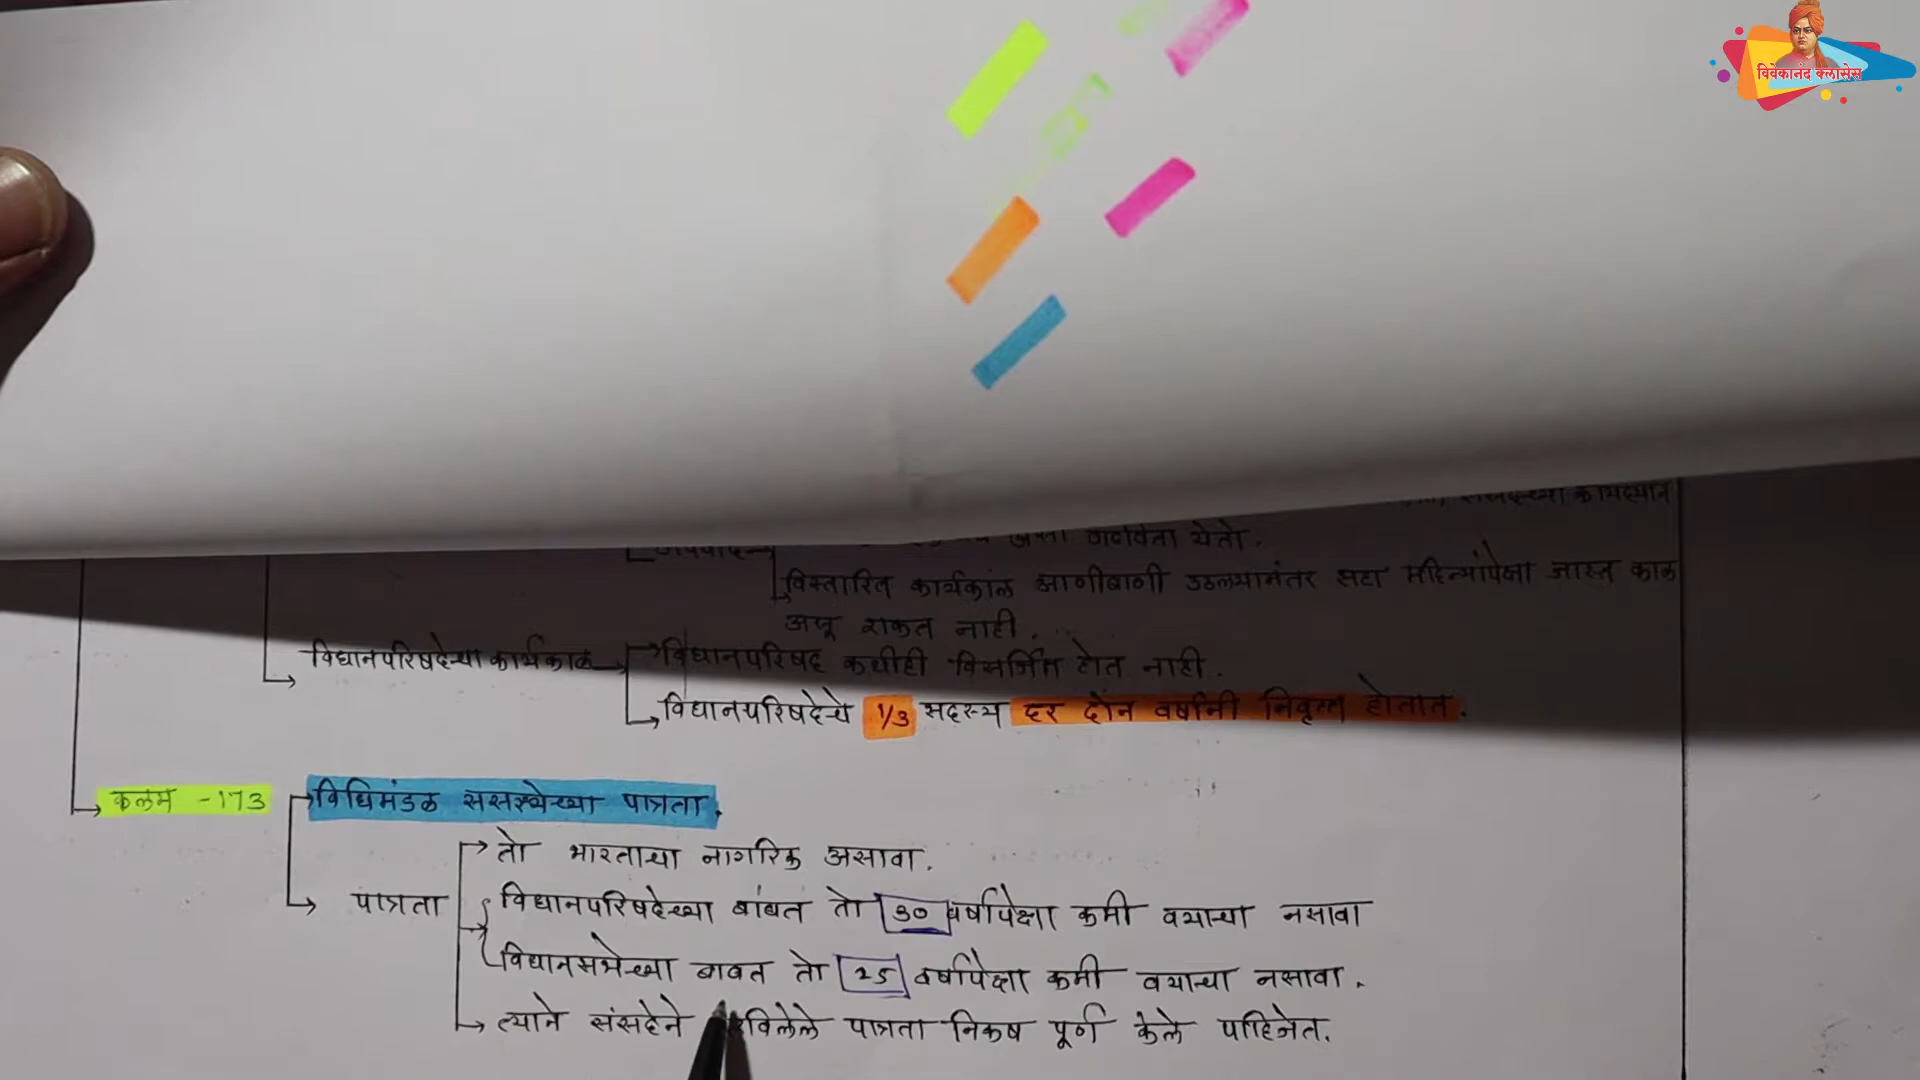 विवेकानंद क्लासेस
येतो.
विस्तारित कार्यकाल आणीबाणी उठल्यानंतर सहा महिन्यांपेक्षा जास्त काळ
असू शकत नाही.
विधानपरिषदेच्या कार्यकाळ
विधानपरिषद कधीही विसर्जित होत नाही.
विधानपरिषदेचे 1/3 सदस्य दर दोन वर्षांनी निवृत्त होतात.
कलम - 173
विधिमंडळ पात्रता.
पात्रता
तो भारताचा नागरिक असावा.
विधानपरिषदेच्या बाबत तो 30 वर्षापेक्षा कमी वयाचा नसावा
विधानसभेच्या बाबत तो 25 वर्षापेक्षा कमी वयाचा नसावा.
त्याने संसदेने पात्रता निकष पूर्ण केले पाहिजेत.